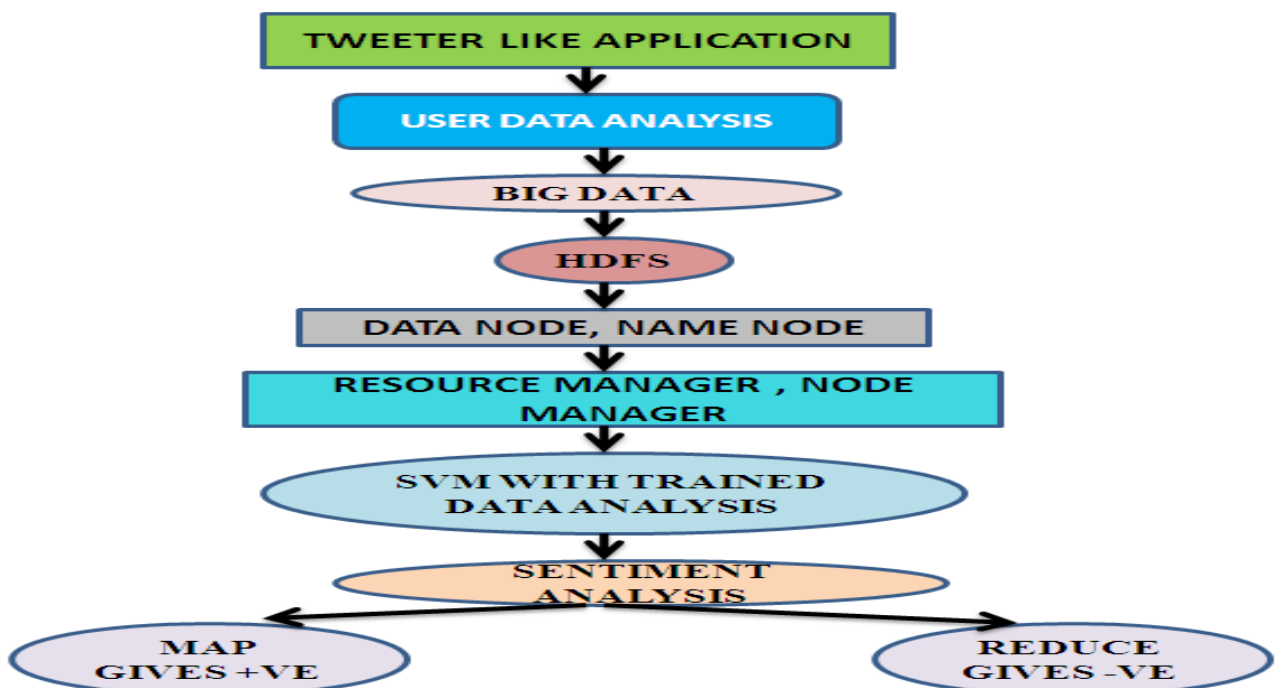 TWEETER LIKE APPLICATION
USER DATA ANALYSIS
BIG DATA
HDFS
DATA NODE, NAME NODE
RESOURCE MANAGER , NODE
MANAGER
SVM WITH TRAINED
DATA ANALYSIS
SENTIMENT
ANALYSIS
MAP
GIVES +VE
REDUCE
GIVES -VE